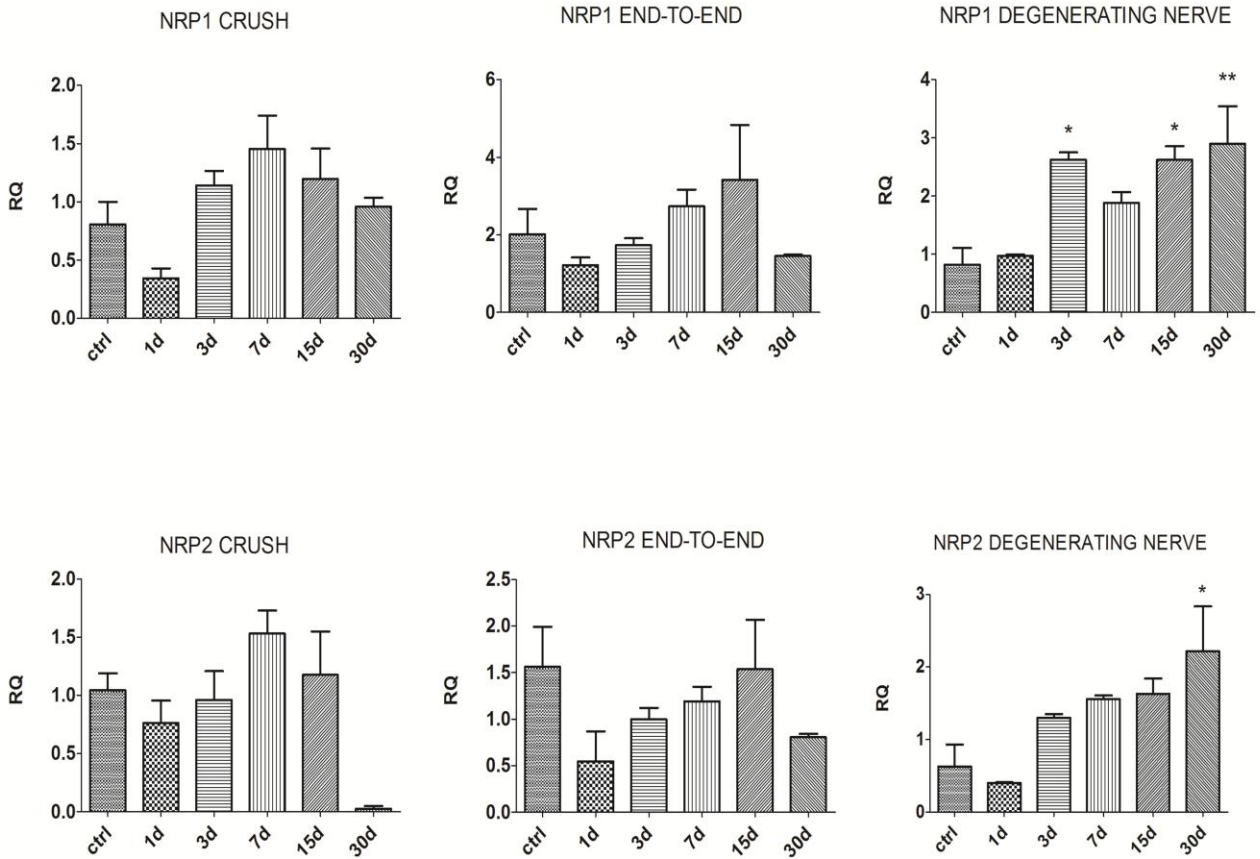 NRP1 CRUSH
RQ
2.0
1.5
1.0
0.5
0.0
ctrl 1d 3d 7d 15d 30d
NRP1 END-TO-END
RQ
6
4
2
0
ctrl 1d 3d 7d 15d 30d
NRP1 DEGENERATING NERVE
RQ
4
3
2
1
0
* * **
ctrl 1d 3d 7d 15d 30d
NRP2 CRUSH
RQ
2.0
1.5
1.0
0.5
0.0
ctrl 1d 3d 7d 15d 30d
NRP2 END-TO-END
RQ
2.5
2.0
1.5
1.0
0.5
0.0
ctrl 1d 3d 7d 15d 30d
NRP2 DEGENERATING NERVE
RQ
3
2
1
0
*
ctrl 1d 3d 7d 15d 30d